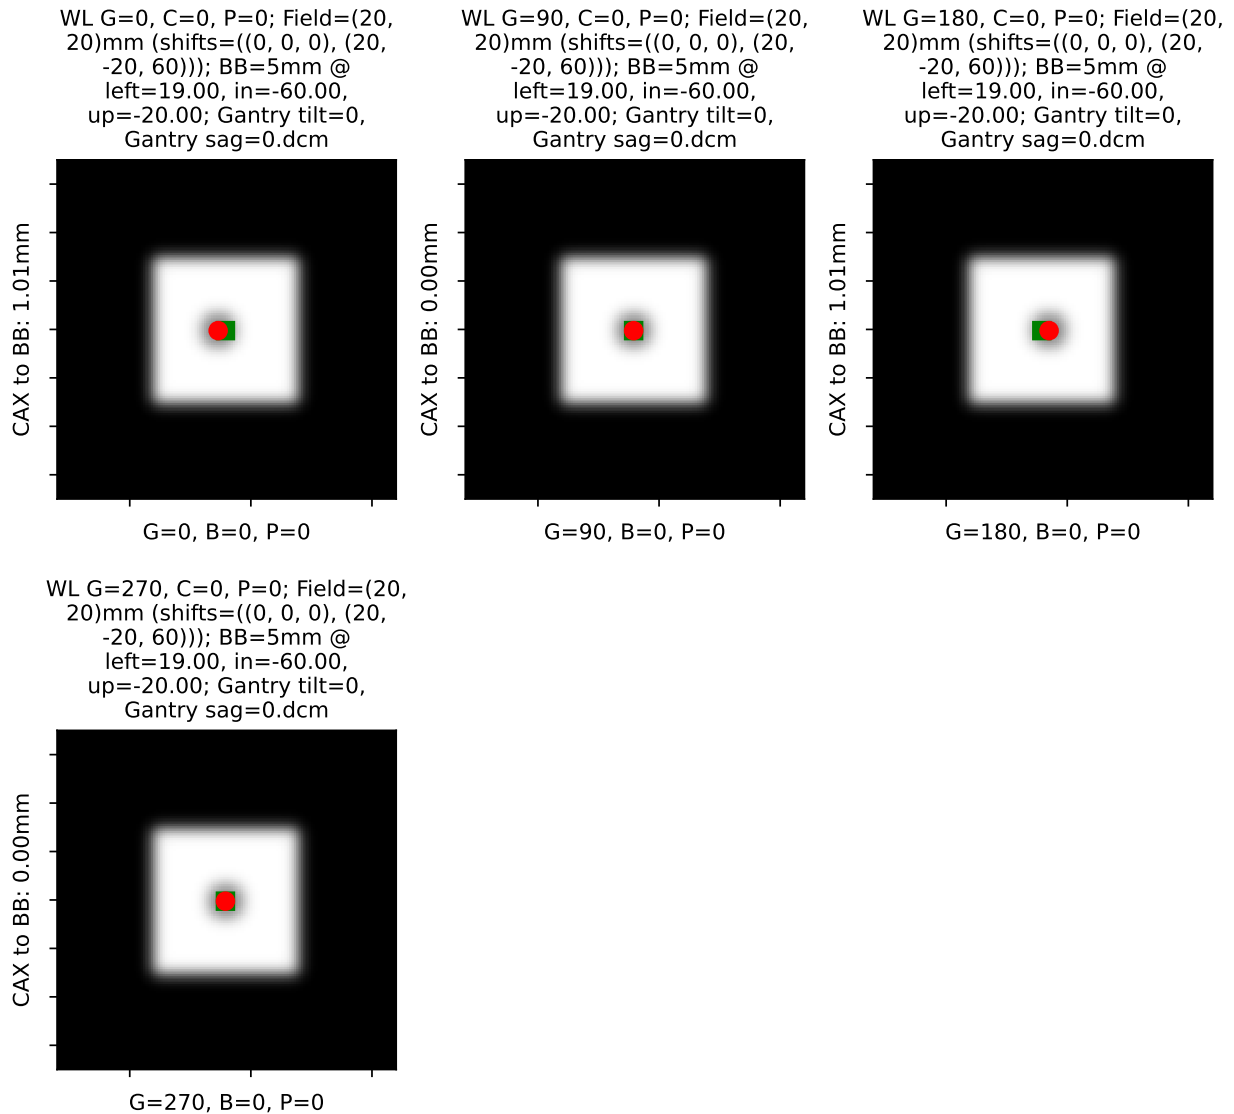 WL G=0, C=0, P=0; Field=(20,
20)mm (shifts=((0, 0, 0), (20,
-20, 60))); BB=5mm @
left=19.00, in=-60.00,
up=-20.00; Gantry tilt=0,
Gantry sag=0.dcm
CAX to BB: 1.01mm
G=0, B=0, P=0
WL G=90, C=0, P=0; Field=(20,
20)mm (shifts=((0, 0, 0), (20,
-20, 60))); BB=5mm @
left=19.00, in=-60.00,
up=-20.00; Gantry tilt=0,
Gantry sag=0.dcm
CAX to BB: 0.00mm
G=90, B=0, P=0
WL G=180, C=0, P=0; Field=(20,
20)mm (shifts=((0, 0, 0), (20,
-20, 60))); BB=5mm @
left=19.00, in=-60.00,
up=-20.00; Gantry tilt=0,
Gantry sag=0.dcm
CAX to BB: 1.01mm
G=180, B=0, P=0
WL G=270, C=0, P=0; Field=(20,
20)mm (shifts=((0, 0, 0), (20,
-20, 60))); BB=5mm @
left=19.00, in=-60.00,
up=-20.00; Gantry tilt=0,
Gantry sag=0.dcm
CAX to BB: 0.00mm
G=270, B=0, P=0